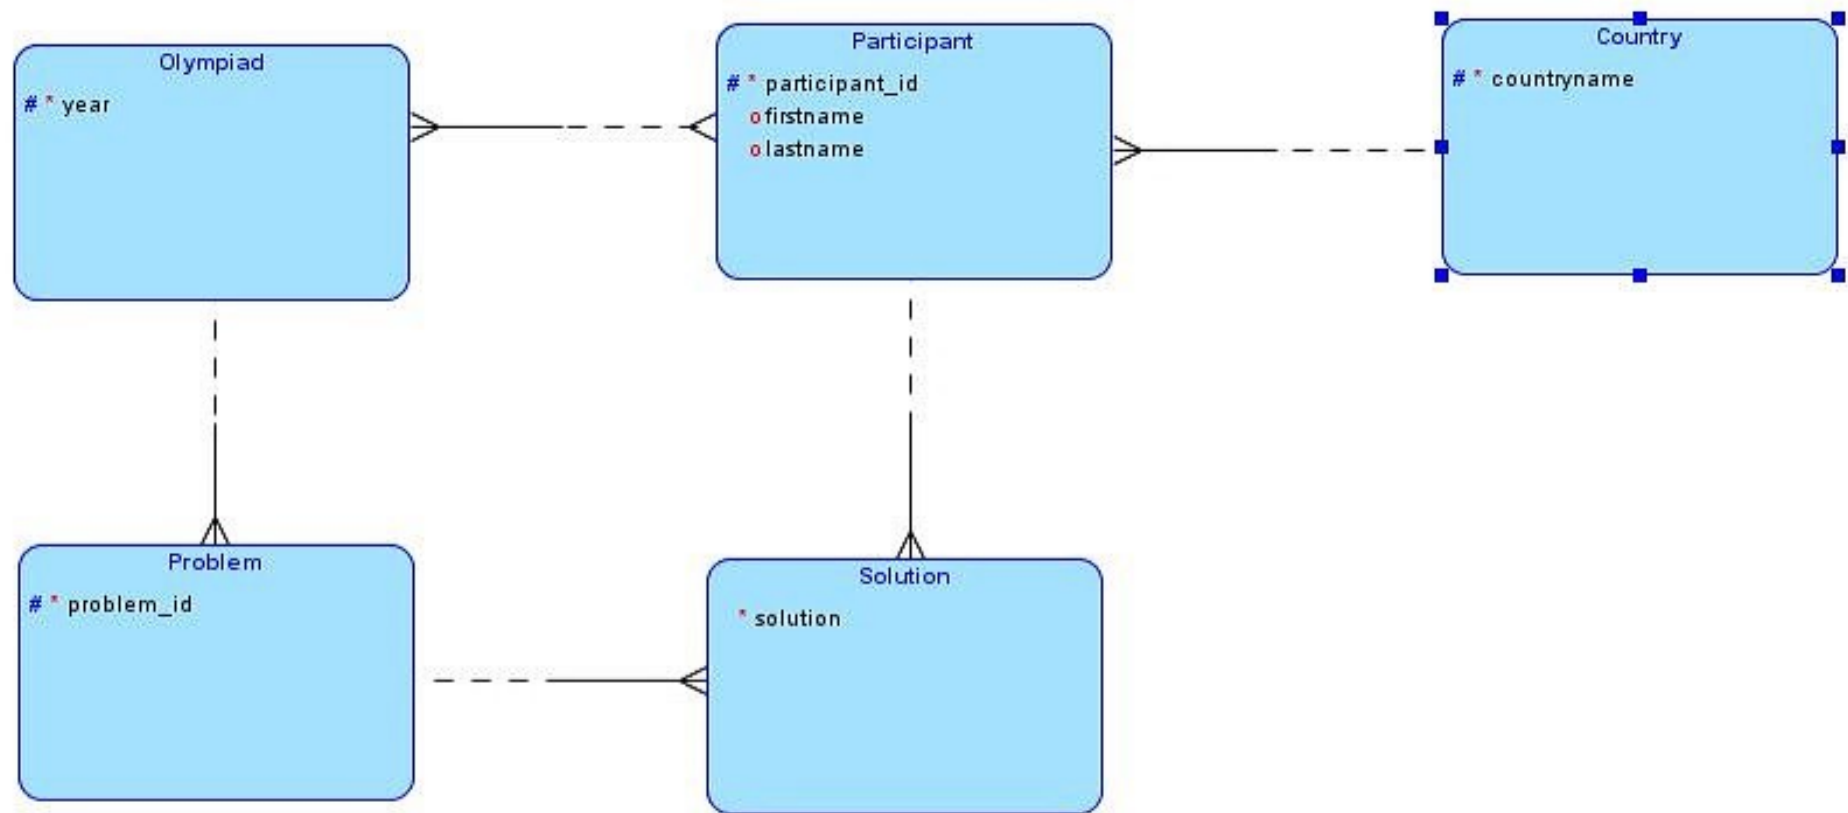 Olympiad
# * year
Participant
# * participant_id
o firstname
o lastname
Country
# * countryname
Problem
# * problem_id
Solution
* solution